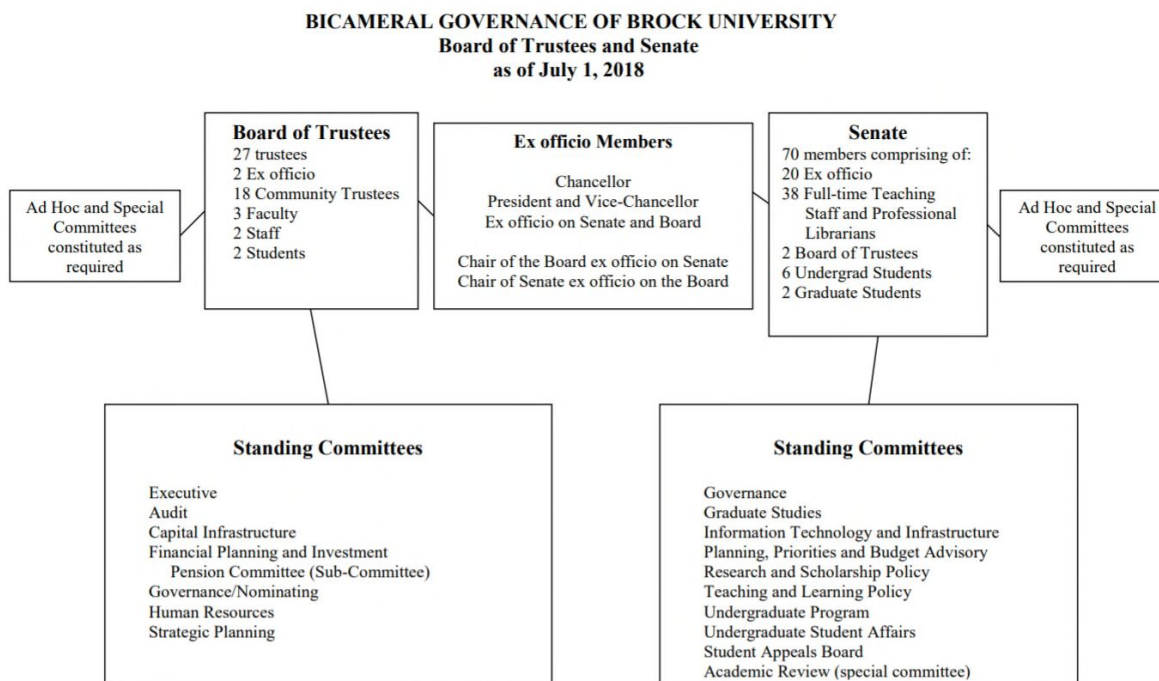 BICAMERAL GOVERNANCE OF BROCK UNIVERSITY
Board of Trustees and Senate
as of July 1, 2018
Ad Hoc and Special
Committees
constituted as
required
Board of Trustees
27 trustees
2 Ex officio
18 Community Trustees
3 Faculty
2 Staff
2 Students
Ex officio Members
Chancellor
President and Vice-Chancellor
Ex officio on Senate and Board
Chair of the Board ex officio on Senate
Chair of Senate ex officio on the Board
Senate
70 members comprising of:
20 Ex officio
38 Full-time Teaching
Staff and Professional
Librarians
2 Board of Trustees
6 Undergrad Students
2 Graduate Students
Ad Hoc and Special
Committees
constituted as
required
Standing Committees
Executive
Audit
Capital Infrastructure
Financial Planning and Investment
Pension Committee (Sub-Committee)
Governance/Nominating
Human Resources
Strategic Planning
Standing Committees
Governance
Graduate Studies
Information Technology and Infrastructure
Planning, Priorities and Budget Advisory
Research and Scholarship Policy
Teaching and Learning Policy
Undergraduate Program
Undergraduate Student Affairs
Student Appeals Board
Academic Review (special committee)